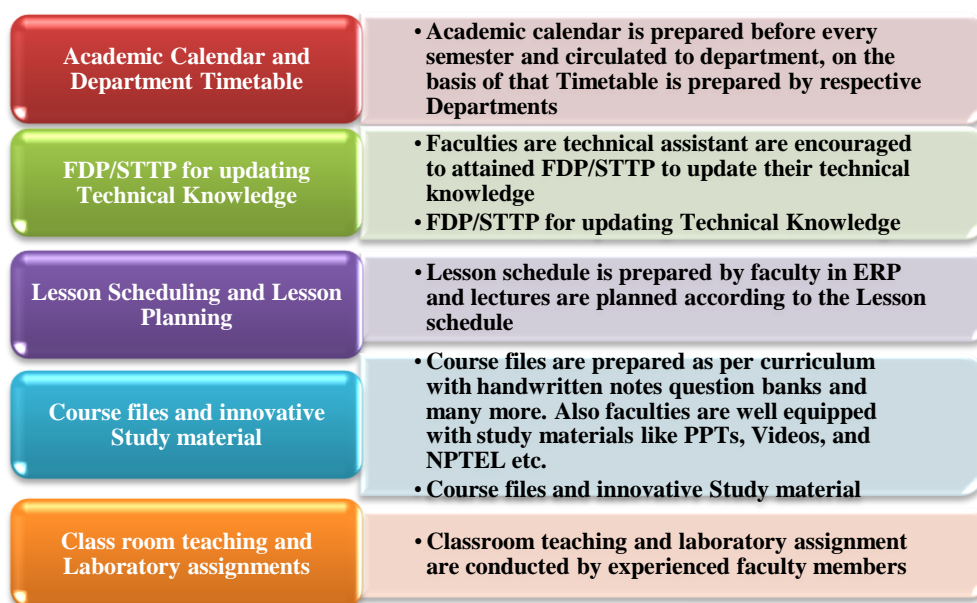 Academic Calendar and
Department Timetable
• Academic calendar is prepared before every
semester and circulated to department, on the
basis of that Timetable is prepared by respective
Departments
FDP/STTP for updating
Technical Knowledge
• Faculties are technical assistant are encouraged
to attained FDP/STTP to update their technical
knowledge
• FDP/STTP for updating Technical Knowledge
Lesson Scheduling and Lesson
Planning
• Lesson schedule is prepared by faculty in ERP
and lectures are planned according to the Lesson
schedule
Course files and innovative
Study material
• Course files are prepared as per curriculum
with handwritten notes question banks and
many more. Also faculties are well equipped
with study materials like PPTs, Videos, and
NPTEL etc.
• Course files and innovative Study material
Class room teaching and
Laboratory assignments
• Classroom teaching and laboratory assignment
are conducted by experienced faculty members